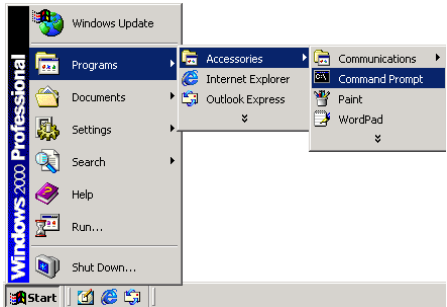 Windows 2000 Professional
Windows Update
Programs
Documents
Settings
Search
Help
Run...
Shut Down...
Accessories
Internet Explorer
Outlook Express
Communications
Command Prompt
Paint
WordPad
Start